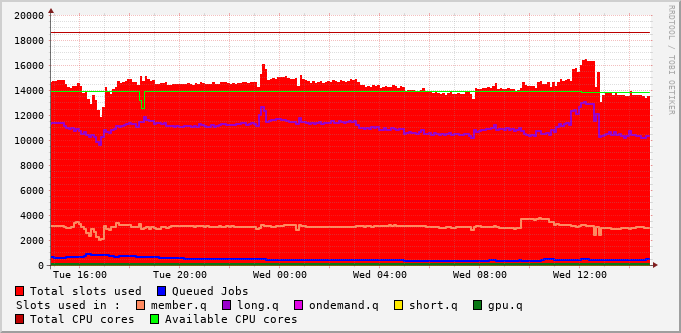 20000
18000
16000
14000
12000
10000
8000
6000
4000
2000
0
Tue 16:00 Tue 20:00 Wed 00:00 Wed 04:00 Wed 08:00 Wed 12:00
RRDTOOL / TOBI OETIKER
Total slots used Queued Jobs
Slots used in : member.q long.q ondemand.q short.q gpu.q
Total CPU cores Available CPU cores